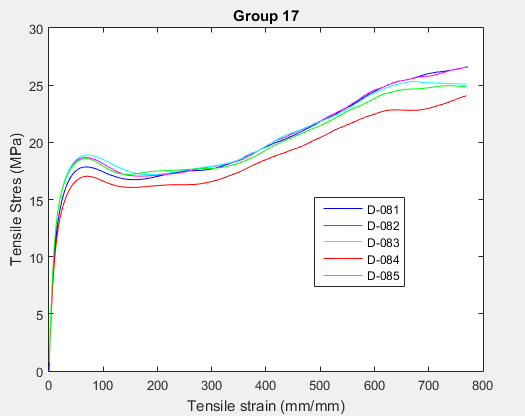 Group 17
Tensile Stres (MPa)
30
25
20
15
10
5
0
D-081
D-082
D-083
D-084
D-085
0 100 200 300 400 500 600 700 800
Tensile strain (mm/mm)